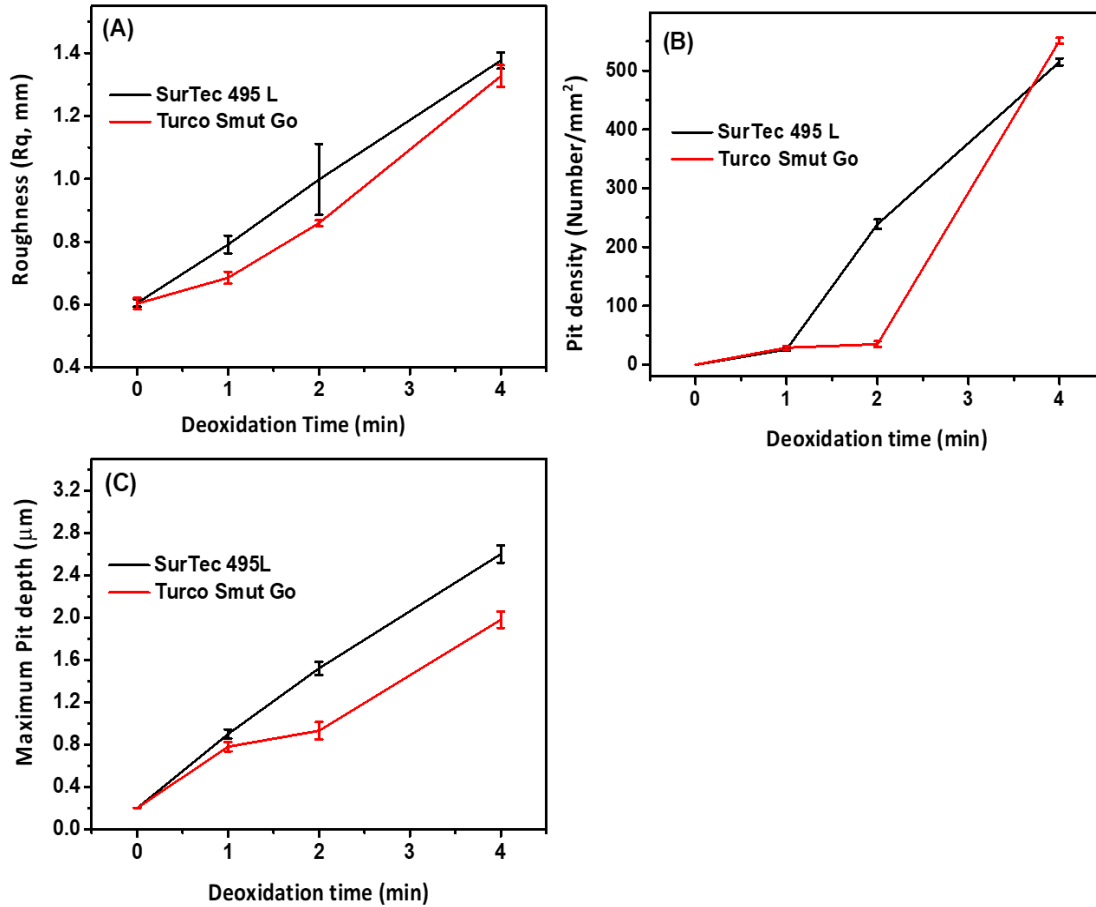 (A)
SurTec 495 L
Turco Smut Go
Roughness (Rq, mm)
1.4
1.2
1.0
0.8
0.6
0.4
0 1 2 3 4
Deoxidation Time (min)
(B)
SurTec 495 L
Turco Smut Go
Pit density (Number/mm²)
500
400
300
200
100
0
0 1 2 3 4
Deoxidation time (min)
(C)
SurTec 495L
Turco Smut Go
Maximum Pit depth (μm)
3.2
2.8
2.4
2.0
1.6
1.2
0.8
0.4
0.0
0 1 2 3 4
Deoxidation time (min)